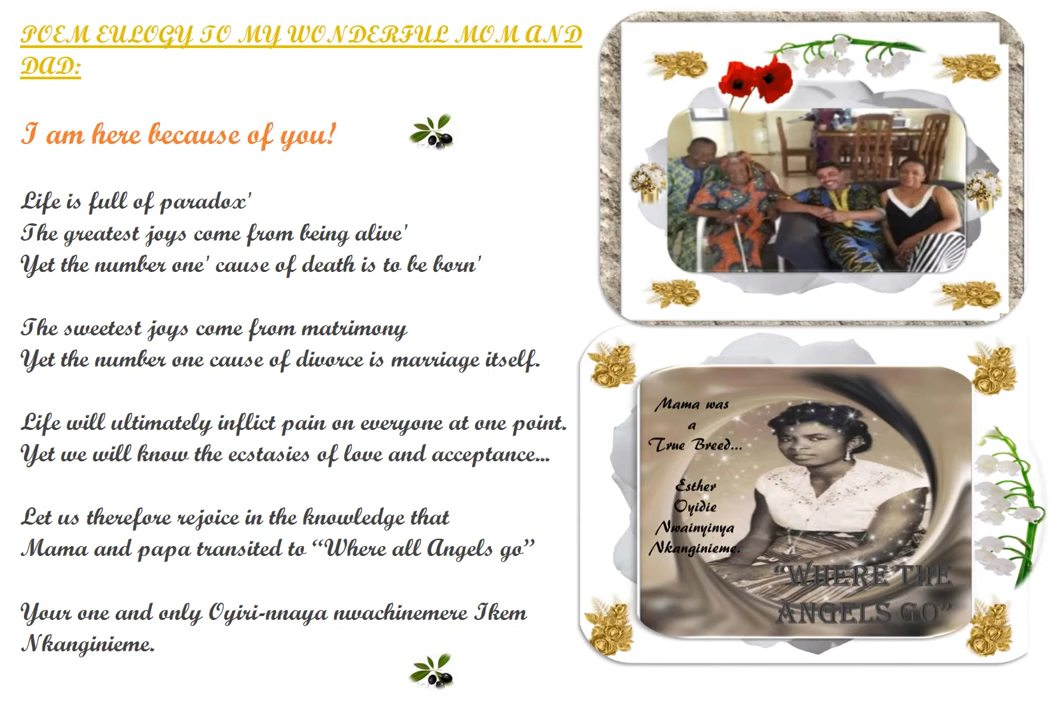 POEM EULOGY TO MY WONDERFUL MOM AND
DAD:
I am here because of you!
Life is full of paradox'
The greatest joys come from being alive'
Yet the number one' cause of death is to be born'
The sweetest joys come from matrimony
Yet the number one cause of divorce is marriage itself.
Life will ultimately inflict pain on everyone at one point.
Yet we will know the ecstasies of love and acceptance...
Let us therefore rejoice in the knowledge that
Mama and papa transited to “Where all Angels go”
Your one and only Oyiri-nnaya nwachinemere Ikem
Nkanginieme.
Mama was
a
True Breed...
Esther
Oyidie
Nwainyinya
Nkanginieme.
“WHERE THE
ANGELS GO”